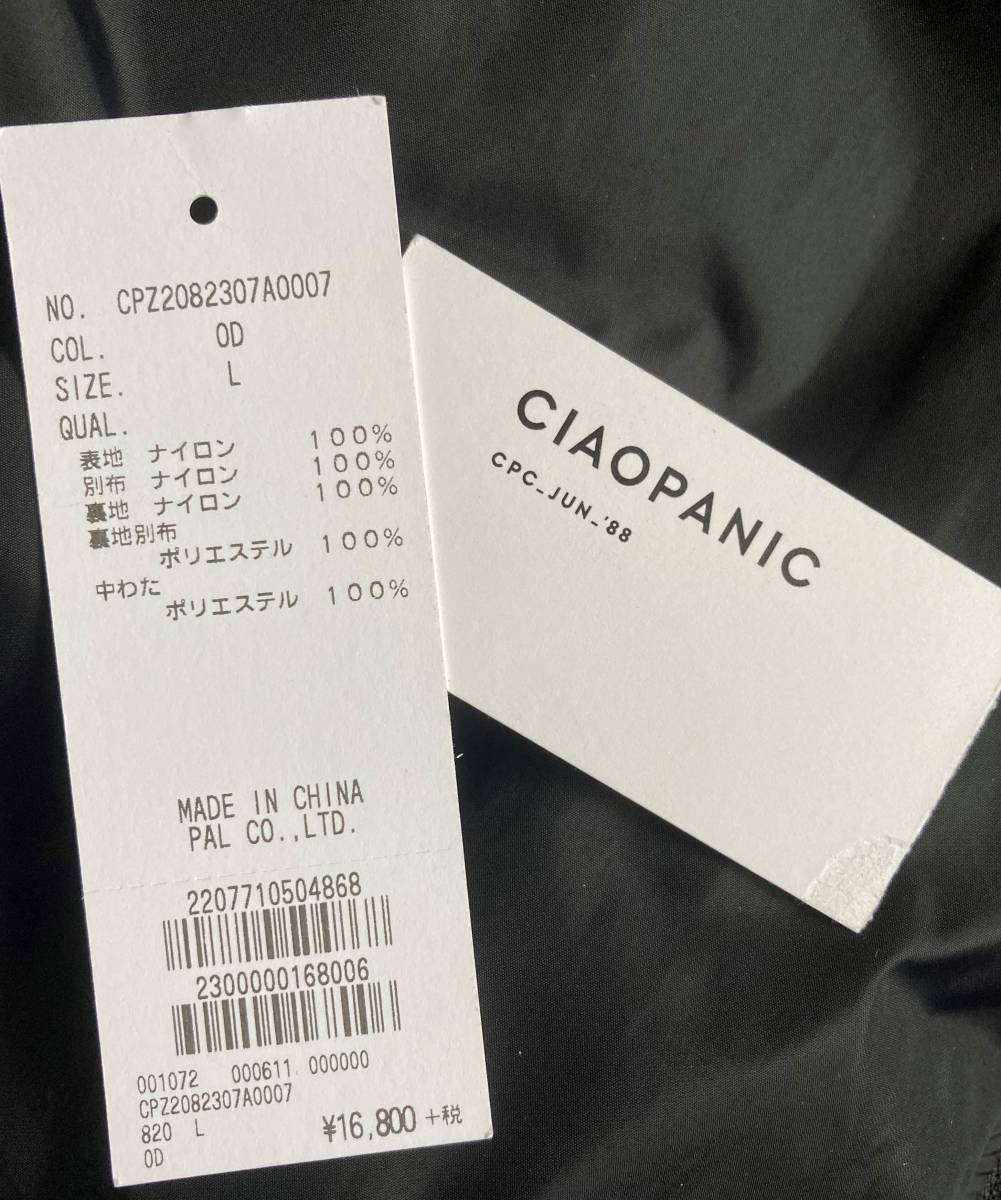 NO. CPZ2082307A0007
COL. OD
SIZE. L
QUAL.
表地 ナイロン 100%
別布 ナイロン 100%
裏地 ナイロン 100%
裏地別布
ポリエステル 100%
中わた
ポリエステル 100%
MADE IN CHINA
PAL CO.,LTD.
2207710504868
2300000168006
001072 000611 000000
CPZ2082307A0007
820 L
OD
¥16,800 +税
CIAOPANIC
CPC_JUN_'88